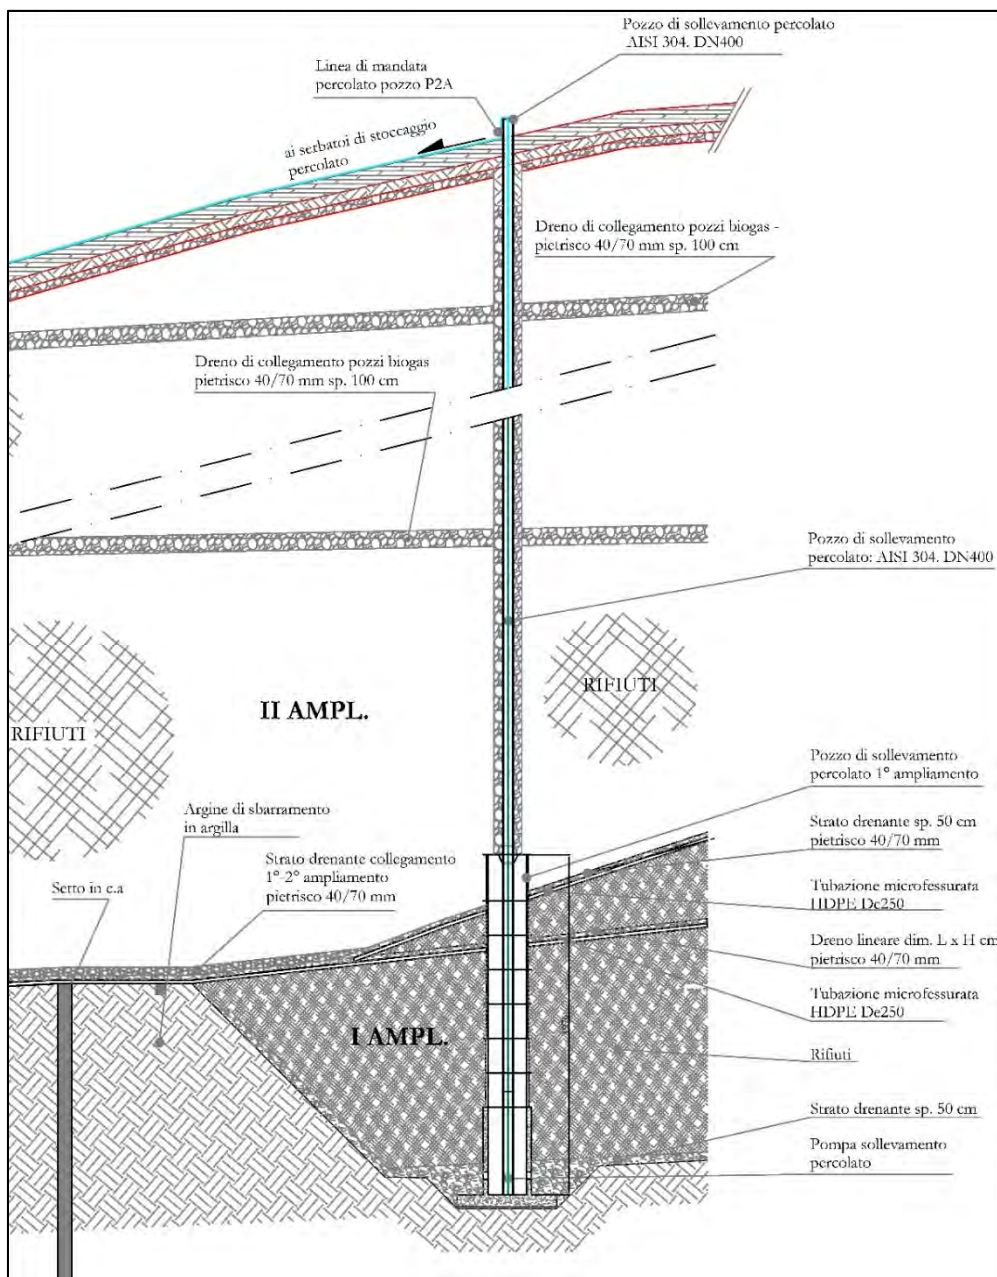 Pozzo di sollevamento percolato
AISI 304. DN400
Linea di mandata
percolato pozzo P2A
ai serbatoi di stoccaggio
percolato
Dreno di collegamento pozzi biogas -
pietrisco 40/70 mm sp. 100 cm
Dreno di collegamento pozzi biogas
pietrisco 40/70 mm sp. 100 cm
Pozzo di sollevamento
percolato: AISI 304. DN400
RIFIUTI
II AMPL.
RIFIUTI
Pozzo di sollevamento
percolato 1° ampliamento
Argine di sbarramento
in argilla
Strato drenante sp. 50 cm
pietrisco 40/70 mm
Strato drenante collegamento
1°-2° ampliamento
pietrisco 40/70 mm
Setto in c.a
Tubazione microfessurata
HDPE De250
Dreno lineare dim. L x H cm
pietrisco 40/70 mm
Tubazione microfessurata
HDPE De250
I AMPL.
Rifiuti
Strato drenante sp. 50 cm
Pompa sollevamento
percolato